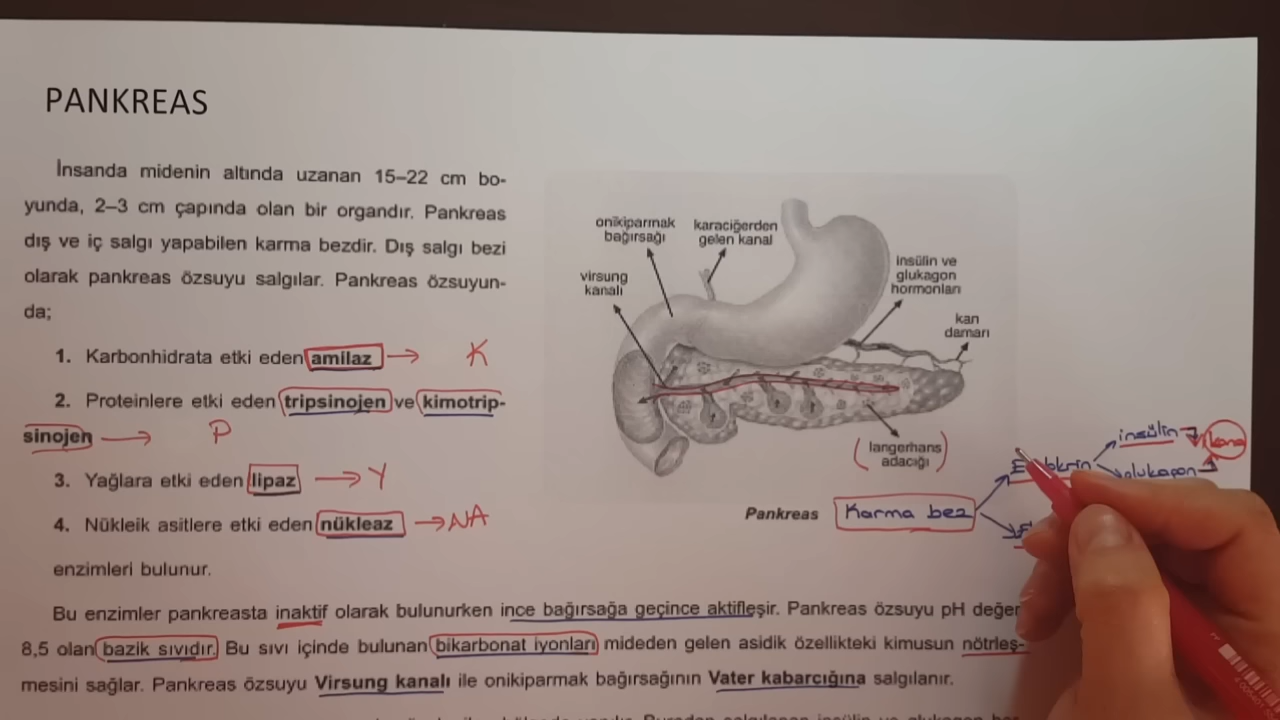 PANKREAS
İnsanda midenin altında uzanan 15–22 cm bo-
yunda, 2–3 cm çapında olan bir organdır. Pankreas
dış ve iç salgı yapabilen karma bezdir. Dış salgı bezi
olarak pankreas özsuyu salgılar. Pankreas özsuyun-
da;
1. Karbonhidrata etki eden amilaz → K
2. Proteinlere etki eden tripsinojen ve kimotrip-
sinojen → P
3. Yağlara etki eden lipaz → Y
4. Nükleik asitlere etki eden nükleaz → NA
enzimleri bulunur.
onikiparmak
bağırsağı
karaciğerden
gelen kanal
virsung
kanalı
insülin ve
glukagon
hormonları
kan
damarı
langerhans
adacığı
Pankreas
Karma bez
insülin
glukagon
kana
Bu enzimler pankreasta inaktif olarak bulunurken ince bağırsağa geçince aktifleşir. Pankreas özsuyu pH değer
8,5 olan bazik sıvıdır. Bu sıvı içinde bulunan bikarbonat iyonları mideden gelen asidik özellikteki kimusun nötrleş-
mesini sağlar. Pankreas özsuyu Virsung kanalı ile onikiparmak bağırsağının Vater kabarcığına salgılanır.